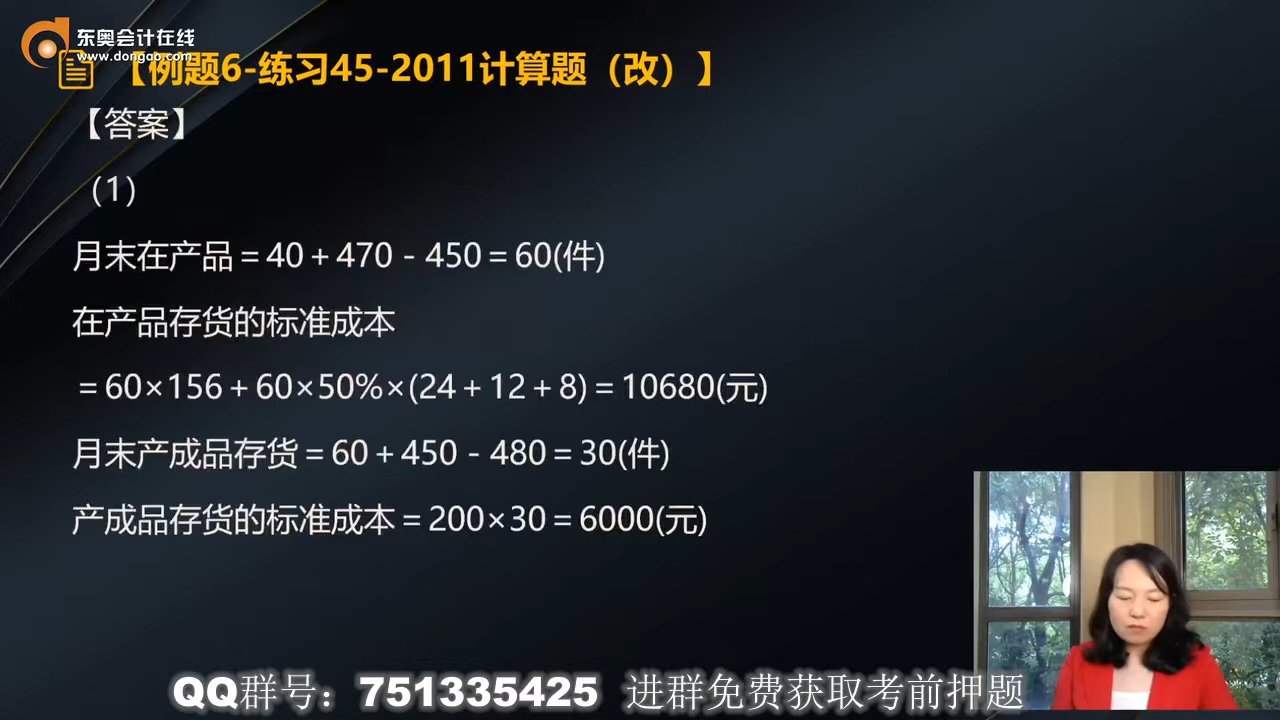 东奥会计在线
www.dongao.com
【例题6-练习45-2011计算题（改）】
【答案】
（1）
月末在产品＝40＋470－450＝60(件)
在产品存货的标准成本
＝60×156＋60×50%×(24＋12＋8)＝10680(元)
月末产成品存货＝60＋450－480＝30(件)
产成品存货的标准成本＝200×30＝6000(元)
QQ群号：751335425 进群免费获取考前押题